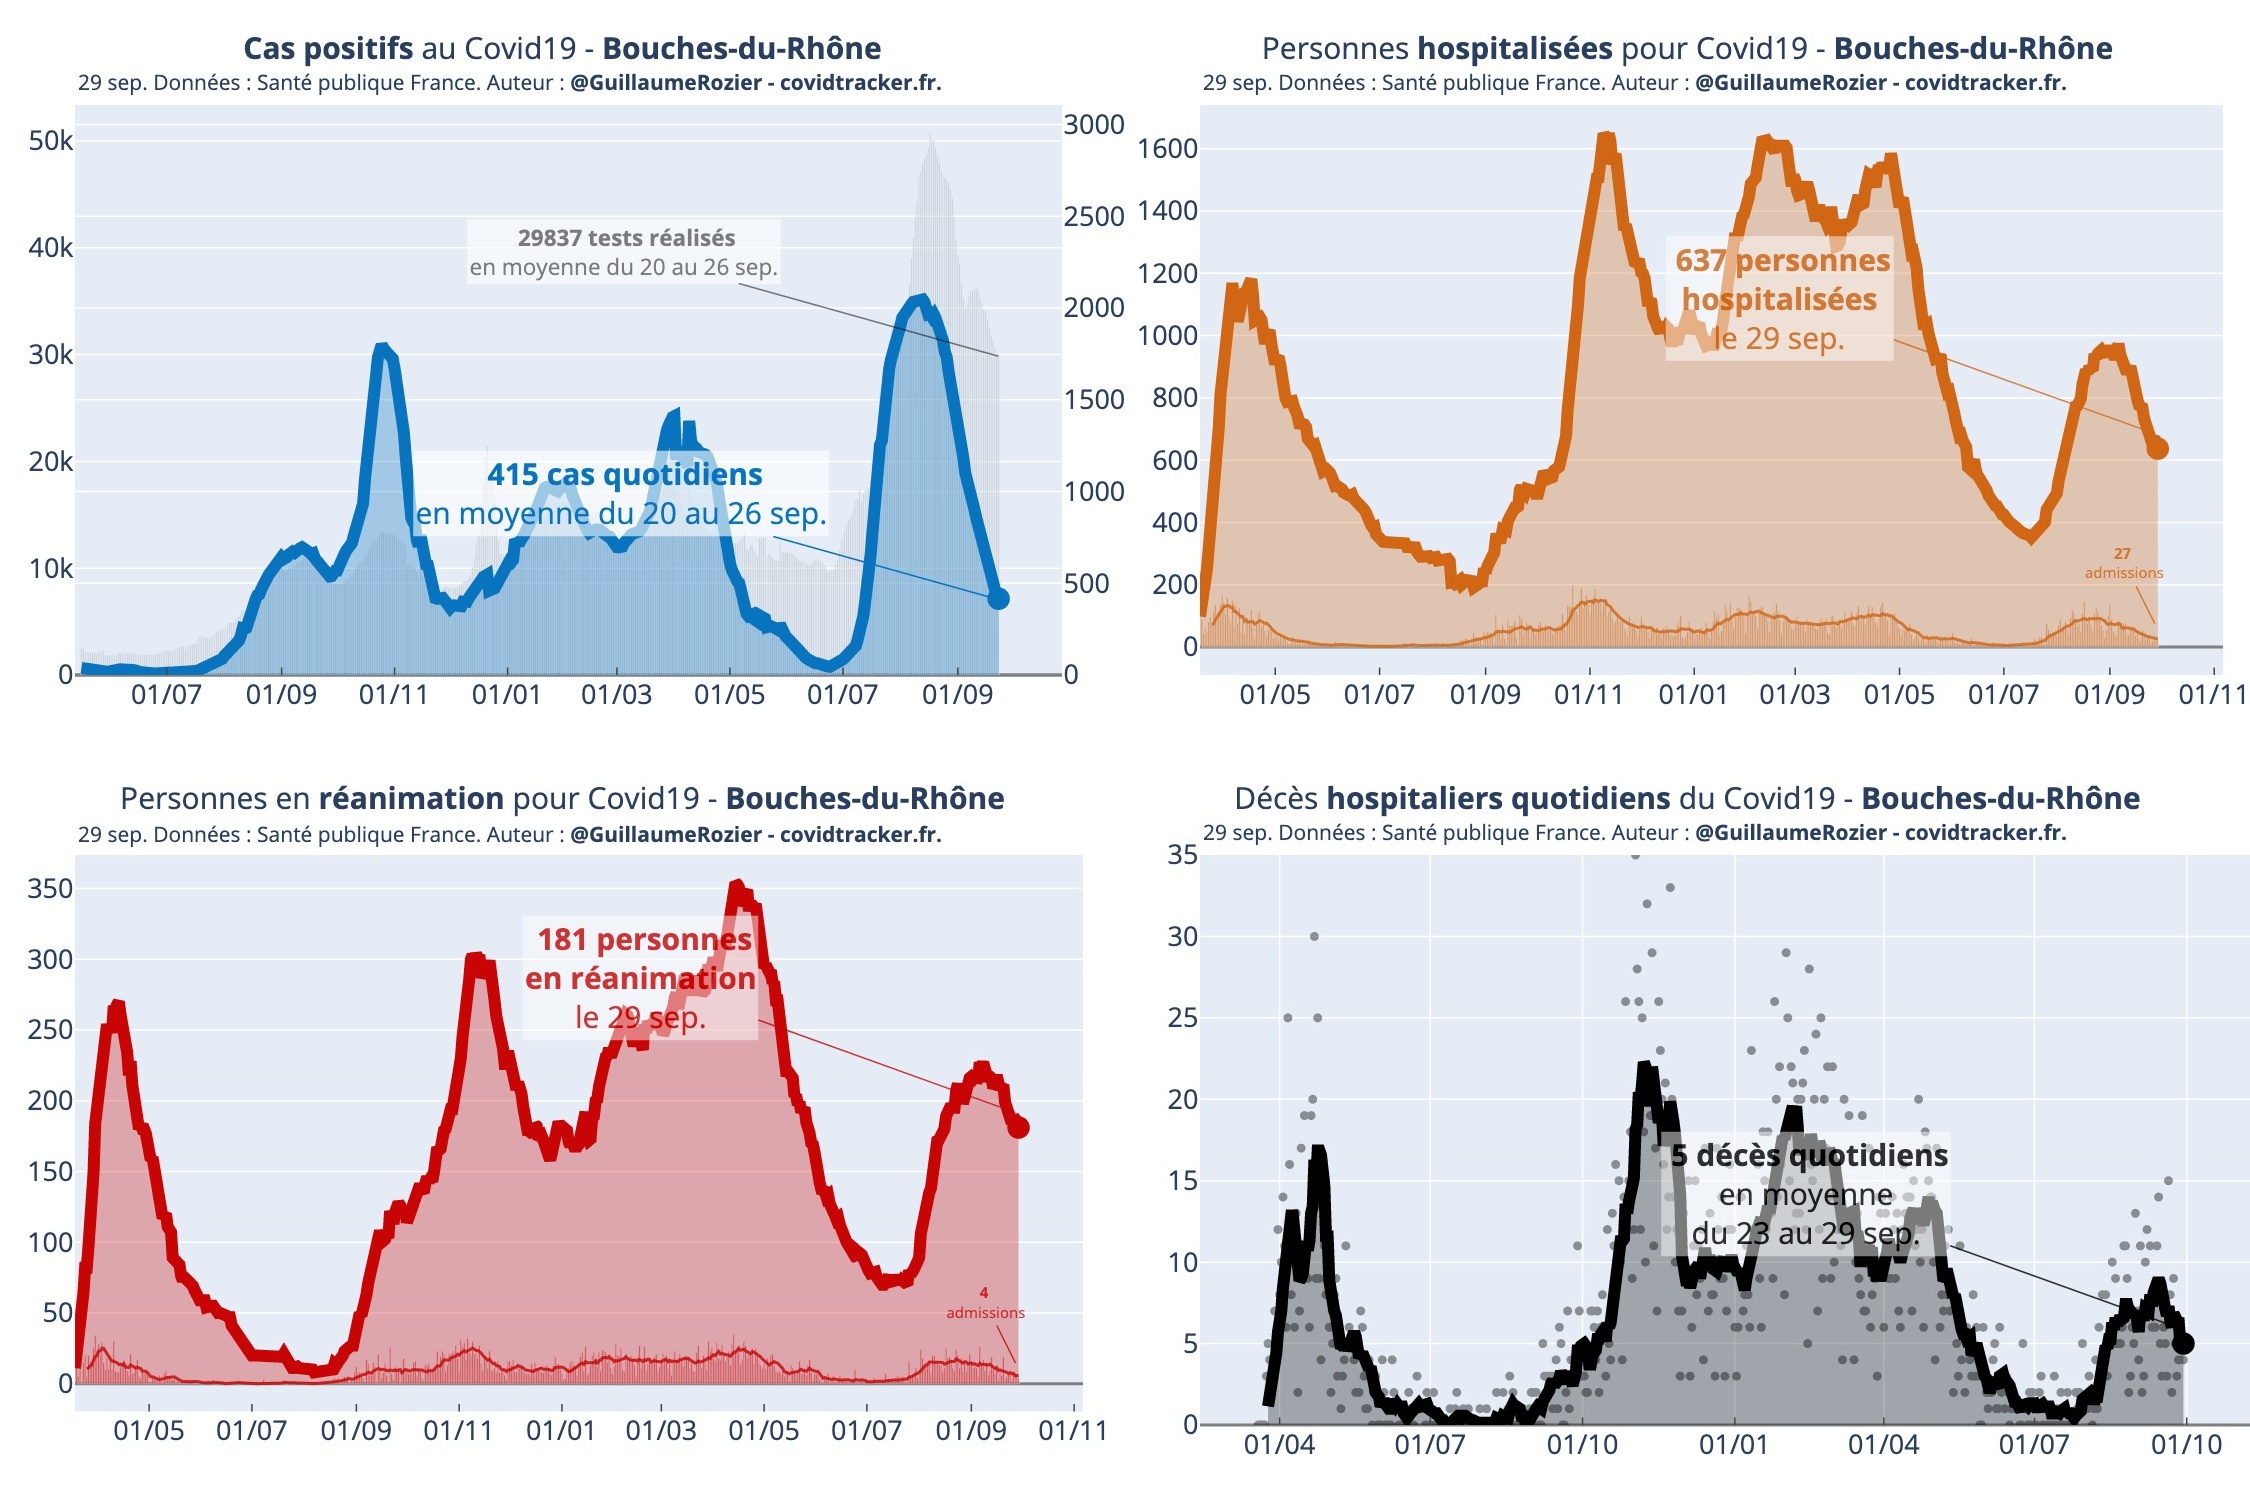 Cas positifs au Covid19 - Bouches-du-Rhône
29 sep. Données : Santé publique France. Auteur : @GuillaumeRozier - covidtracker.fr.
50k
40k
30k
20k
10k
0
3000
2500
2000
1500
1000
500
0
29837 tests réalisés
en moyenne du 20 au 26 sep.
415 cas quotidiens
en moyenne du 20 au 26 sep.
01/07 01/09 01/11 01/01 01/03 01/05 01/07 01/09
Personnes hospitalisées pour Covid19 - Bouches-du-Rhône
29 sep. Données : Santé publique France. Auteur : @GuillaumeRozier - covidtracker.fr.
1600
1400
1200
1000
800
600
400
200
0
637 personnes
hospitalisées
le 29 sep.
27
admissions
01/05 01/07 01/09 01/11 01/01 01/03 01/05 01/07 01/09 01/11
Personnes en réanimation pour Covid19 - Bouches-du-Rhône
29 sep. Données : Santé publique France. Auteur : @GuillaumeRozier - covidtracker.fr.
350
300
250
200
150
100
50
0
181 personnes
en réanimation
le 29 sep.
4
admissions
01/05 01/07 01/09 01/11 01/01 01/03 01/05 01/07 01/09 01/11
Décès hospitaliers quotidiens du Covid19 - Bouches-du-Rhône
29 sep. Données : Santé publique France. Auteur : @GuillaumeRozier - covidtracker.fr.
35
30
25
20
15
10
5
0
5 décès quotidiens
en moyenne
du 23 au 29 sep.
01/04 01/07 01/10 01/01 01/04 01/07 01/10